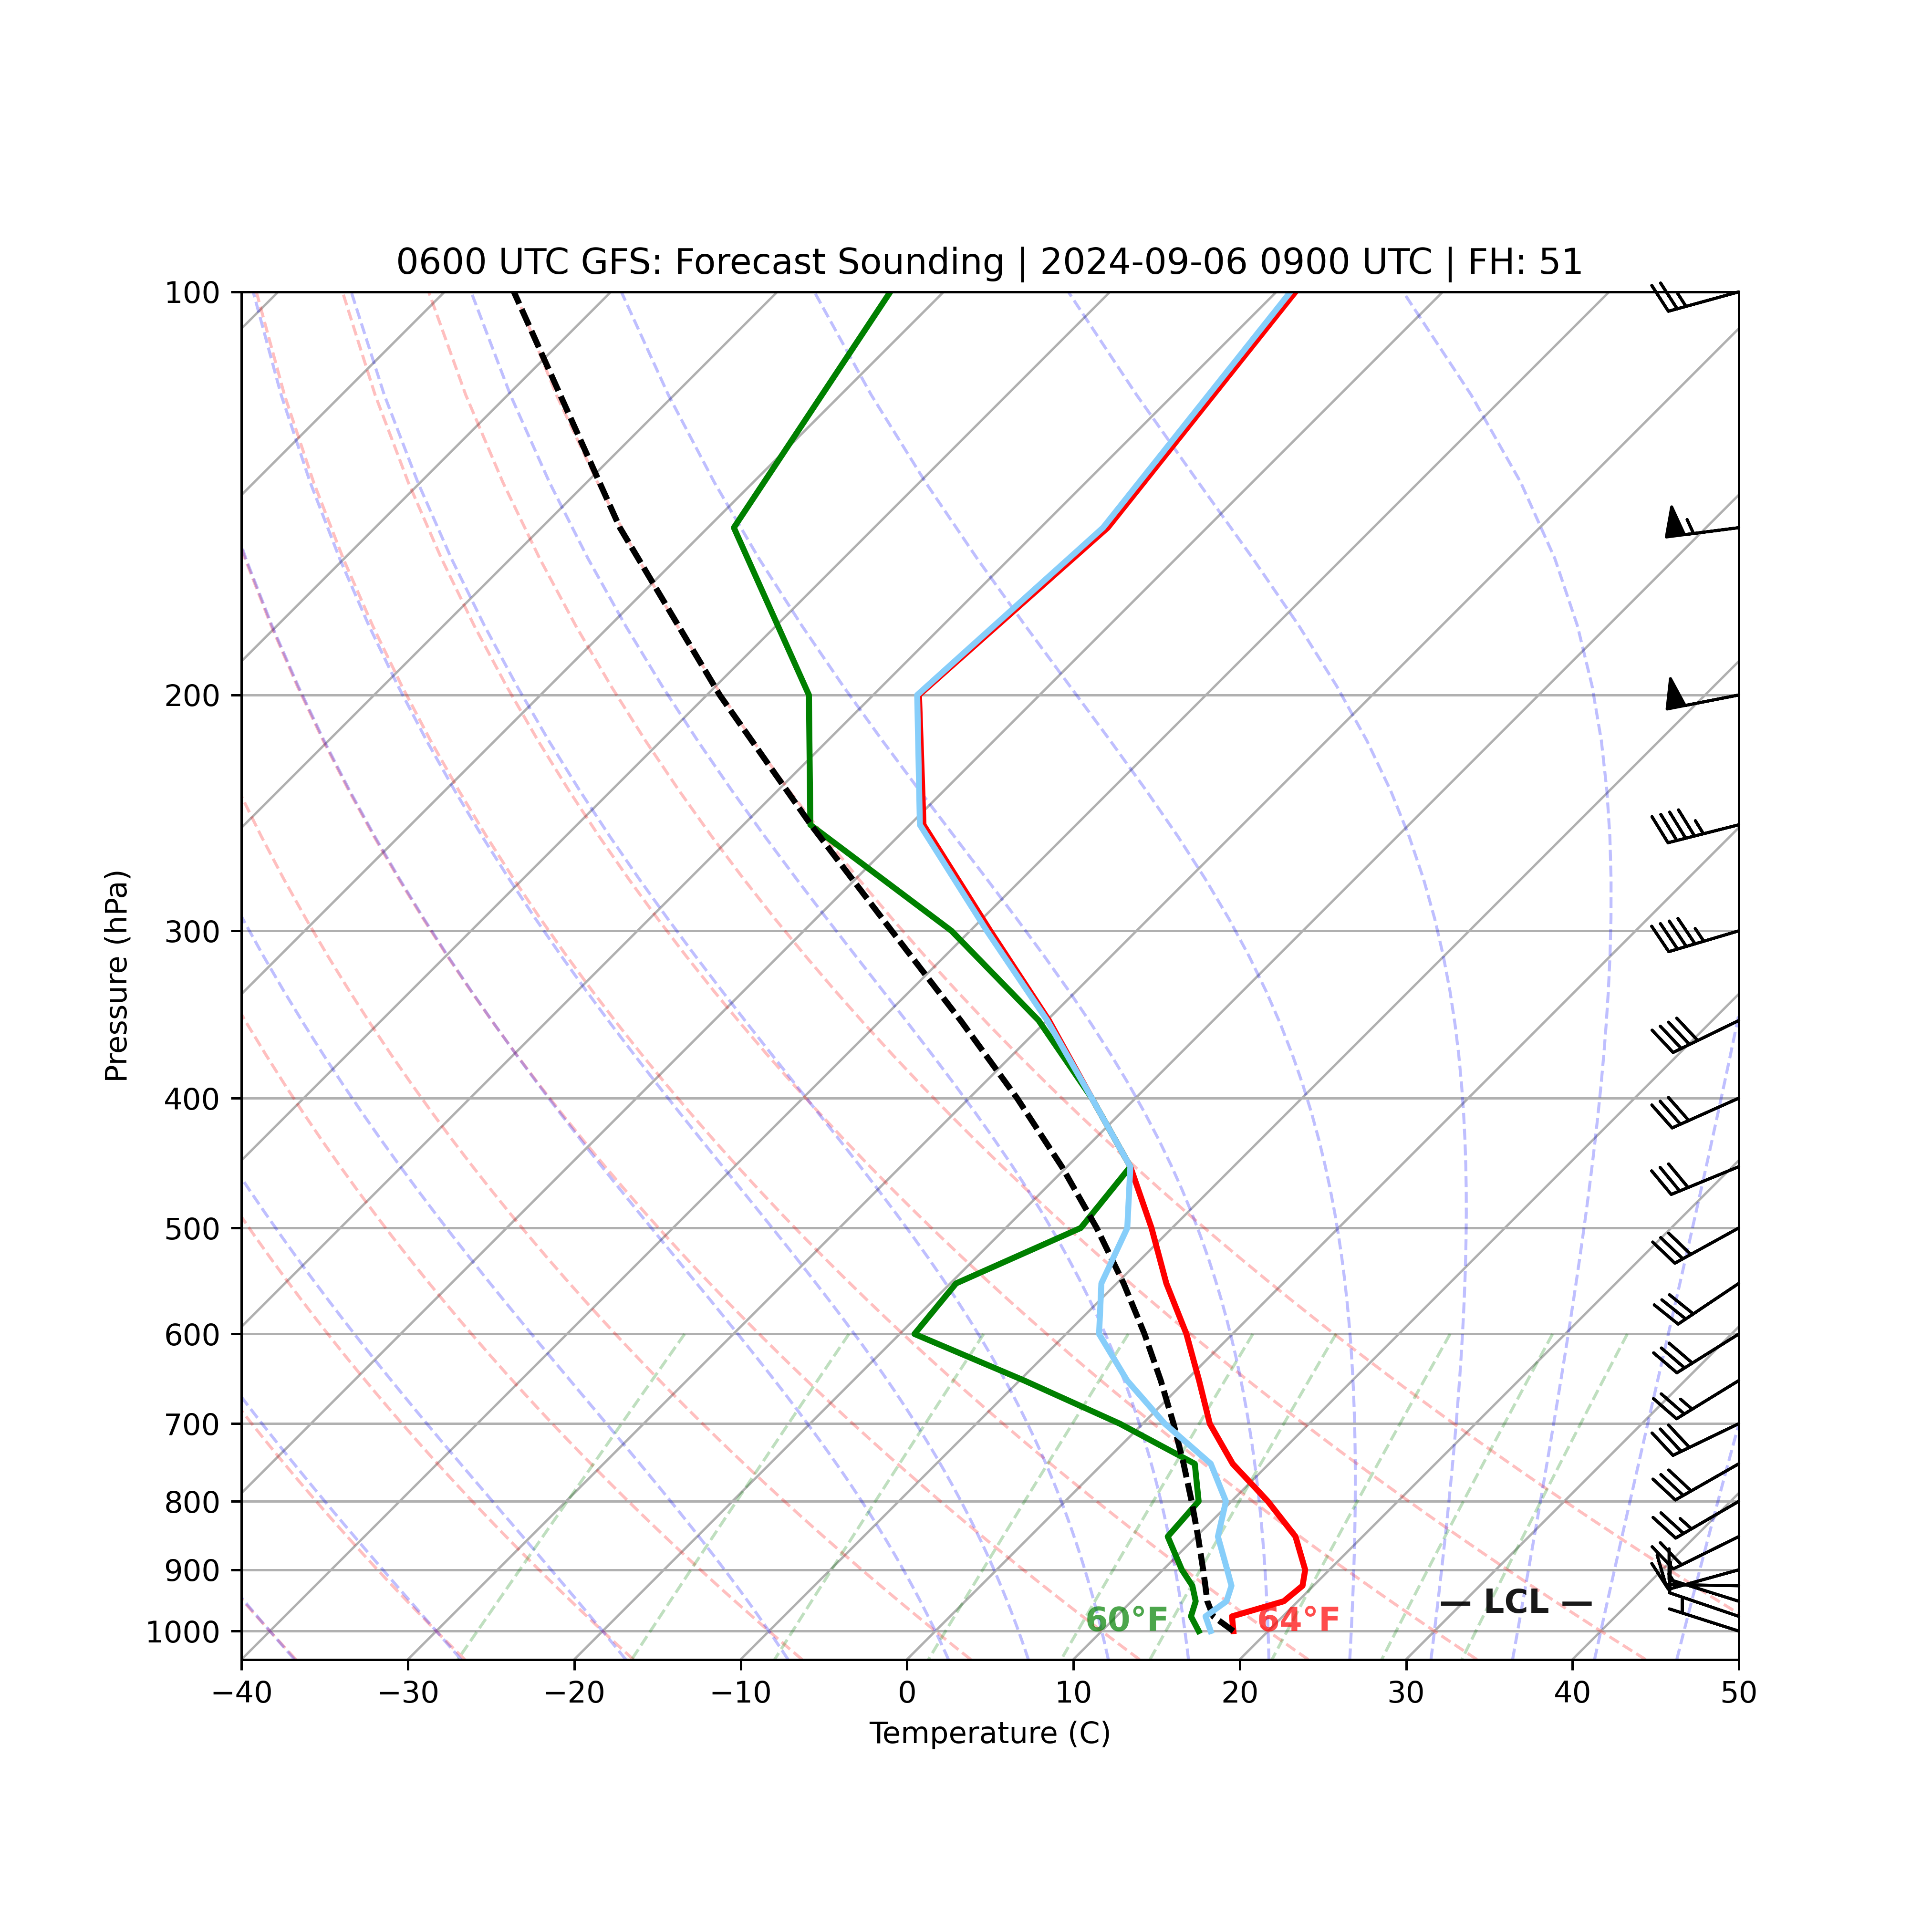 0600 UTC GFS: Forecast Sounding | 2024-09-06 0900 UTC | FH: 51
100
200
300
400
500
600
700
800
900
1000
Pressure (hPa)
— LCL —
60°F
64°F
−40 −30 −20 −10 0 10 20 30 40 50
Temperature (C)